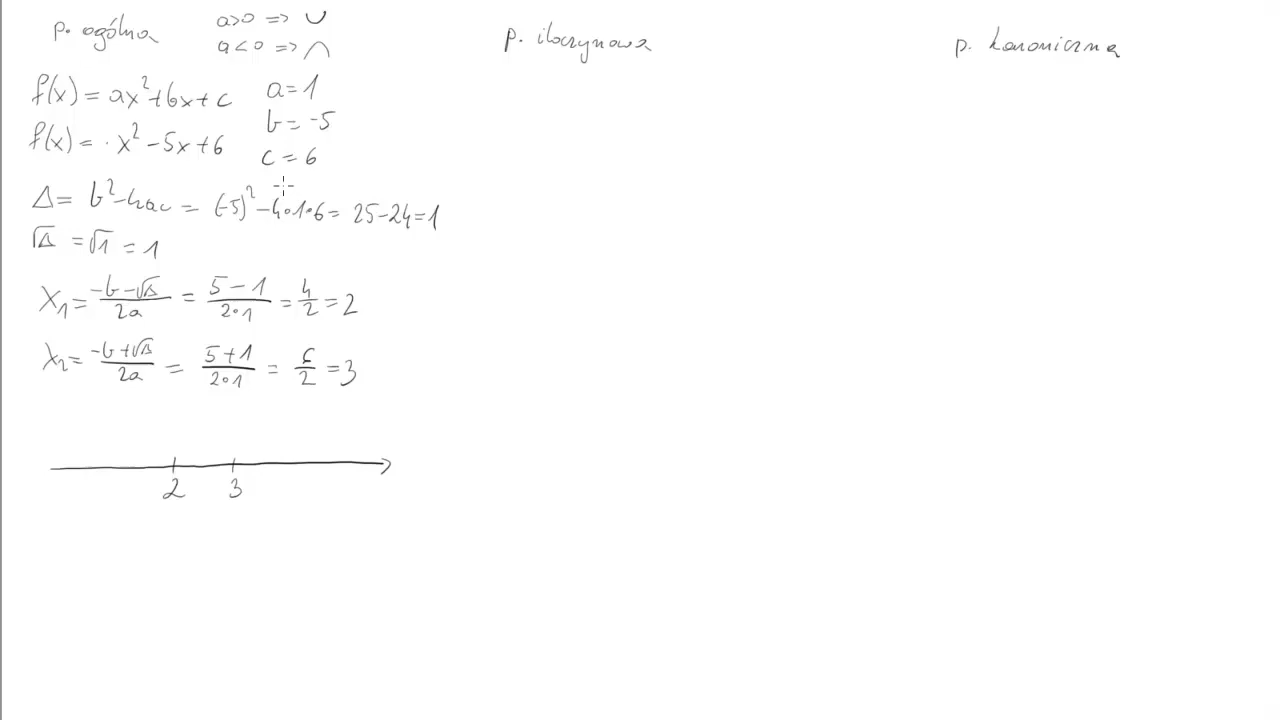 p. ogólna
a>0 => ∪
a<0 => ∩
p. iloczynowa
p. kanoniczna
f(x) = ax²+bx+c
a=1
b=-5
f(x) = · x² - 5x + 6
c = 6
Δ = b²-4ac = (-5)² - 4·1·6 = 25-24=1
√Δ = √1 = 1
x₁ = (-b-√Δ)/(2a) = (5-1)/(2·1) = 4/2 = 2
x₂ = (-b+√Δ)/(2a) = (5+1)/(2·1) = 6/2 = 3
2 3